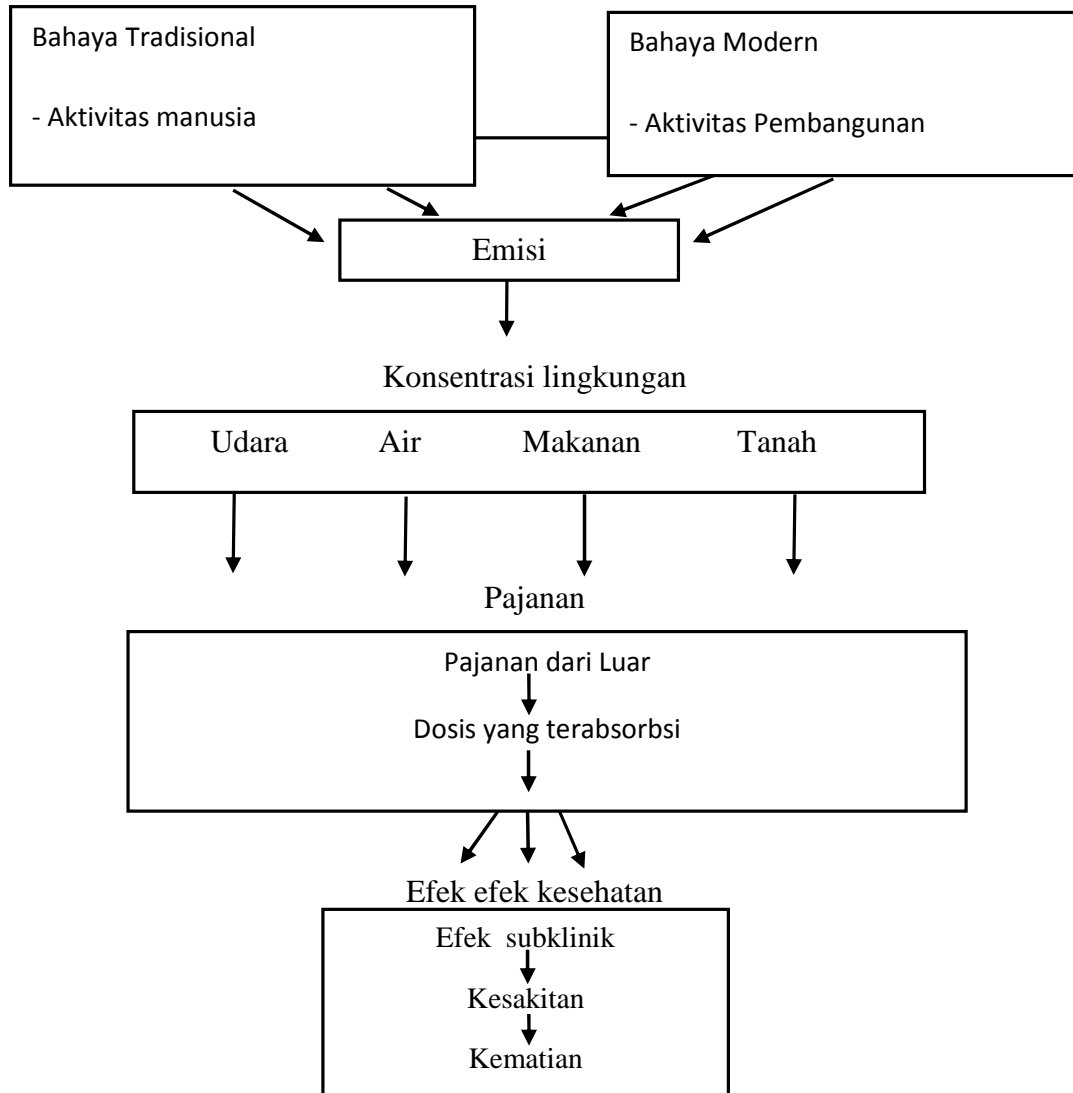 Bahaya Tradisional
- Aktivitas manusia
Bahaya Modern
- Aktivitas Pembangunan
Emisi
Konsentrasi lingkungan
Udara Air Makanan Tanah
Pajanan
Pajanan dari Luar
Dosis yang terabsorbsi
Efek efek kesehatan
Efek subklinik
Kesakitan
Kematian